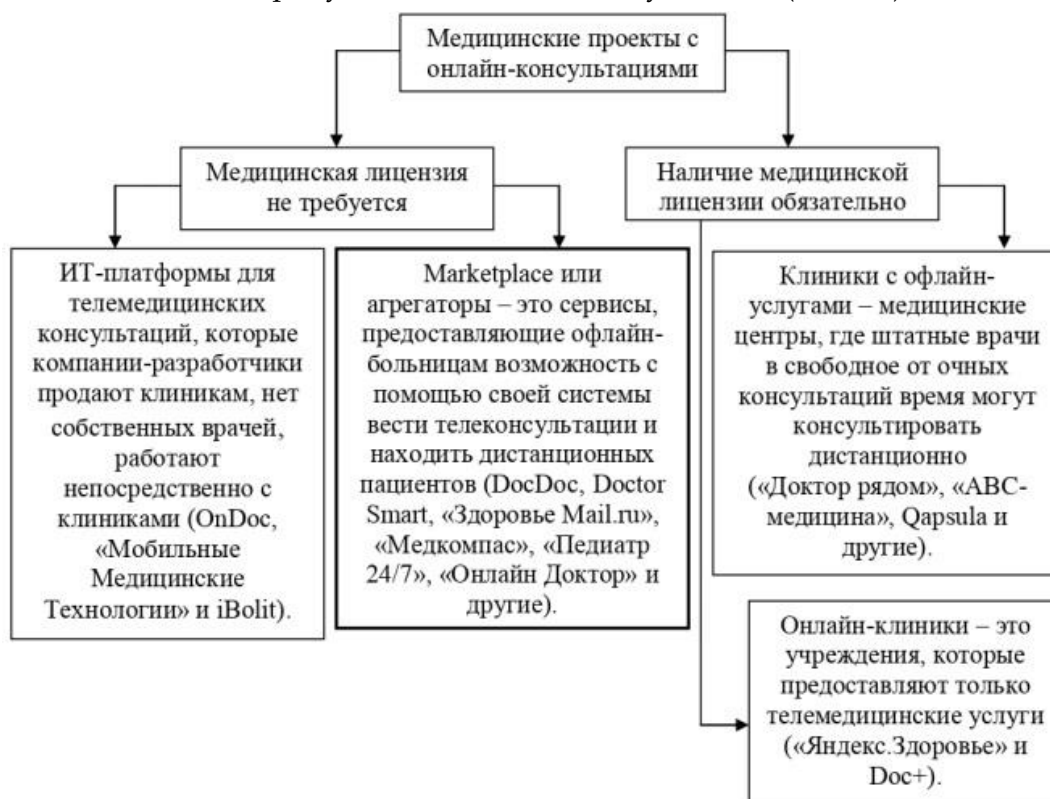 Медицинские проекты с
онлайн-консультациями
Медицинская лицензия
не требуется
Наличие медицинской
лицензии обязательно
ИТ-платформы для
телемедицинских
консультаций, которые
компании-разработчики
продают клиникам, нет
собственных врачей,
работают
непосредственно с
клиниками (OnDoc,
«Мобильные
Медицинские
Технологии» и iBolit).
Marketplace или
агрегаторы – это сервисы,
предоставляющие офлайн-
больницам возможность с
помощью своей системы
вести телеконсультации и
находить дистанционных
пациентов (DocDoc, Doctor
Smart, «Здоровье Mail.ru»,
«Медкомпас», «Педиатр
24/7», «Онлайн Доктор» и
другие).
Клиники с офлайн-
услугами – медицинские
центры, где штатные врачи
в свободное от очных
консультаций время могут
консультировать
дистанционно
(«Доктор рядом», «АВС-
медицина», Qapsula и
другие).
Онлайн-клиники – это
учреждения, которые
предоставляют только
телемедицинские услуги
(«Яндекс.Здоровье» и
Doc+).